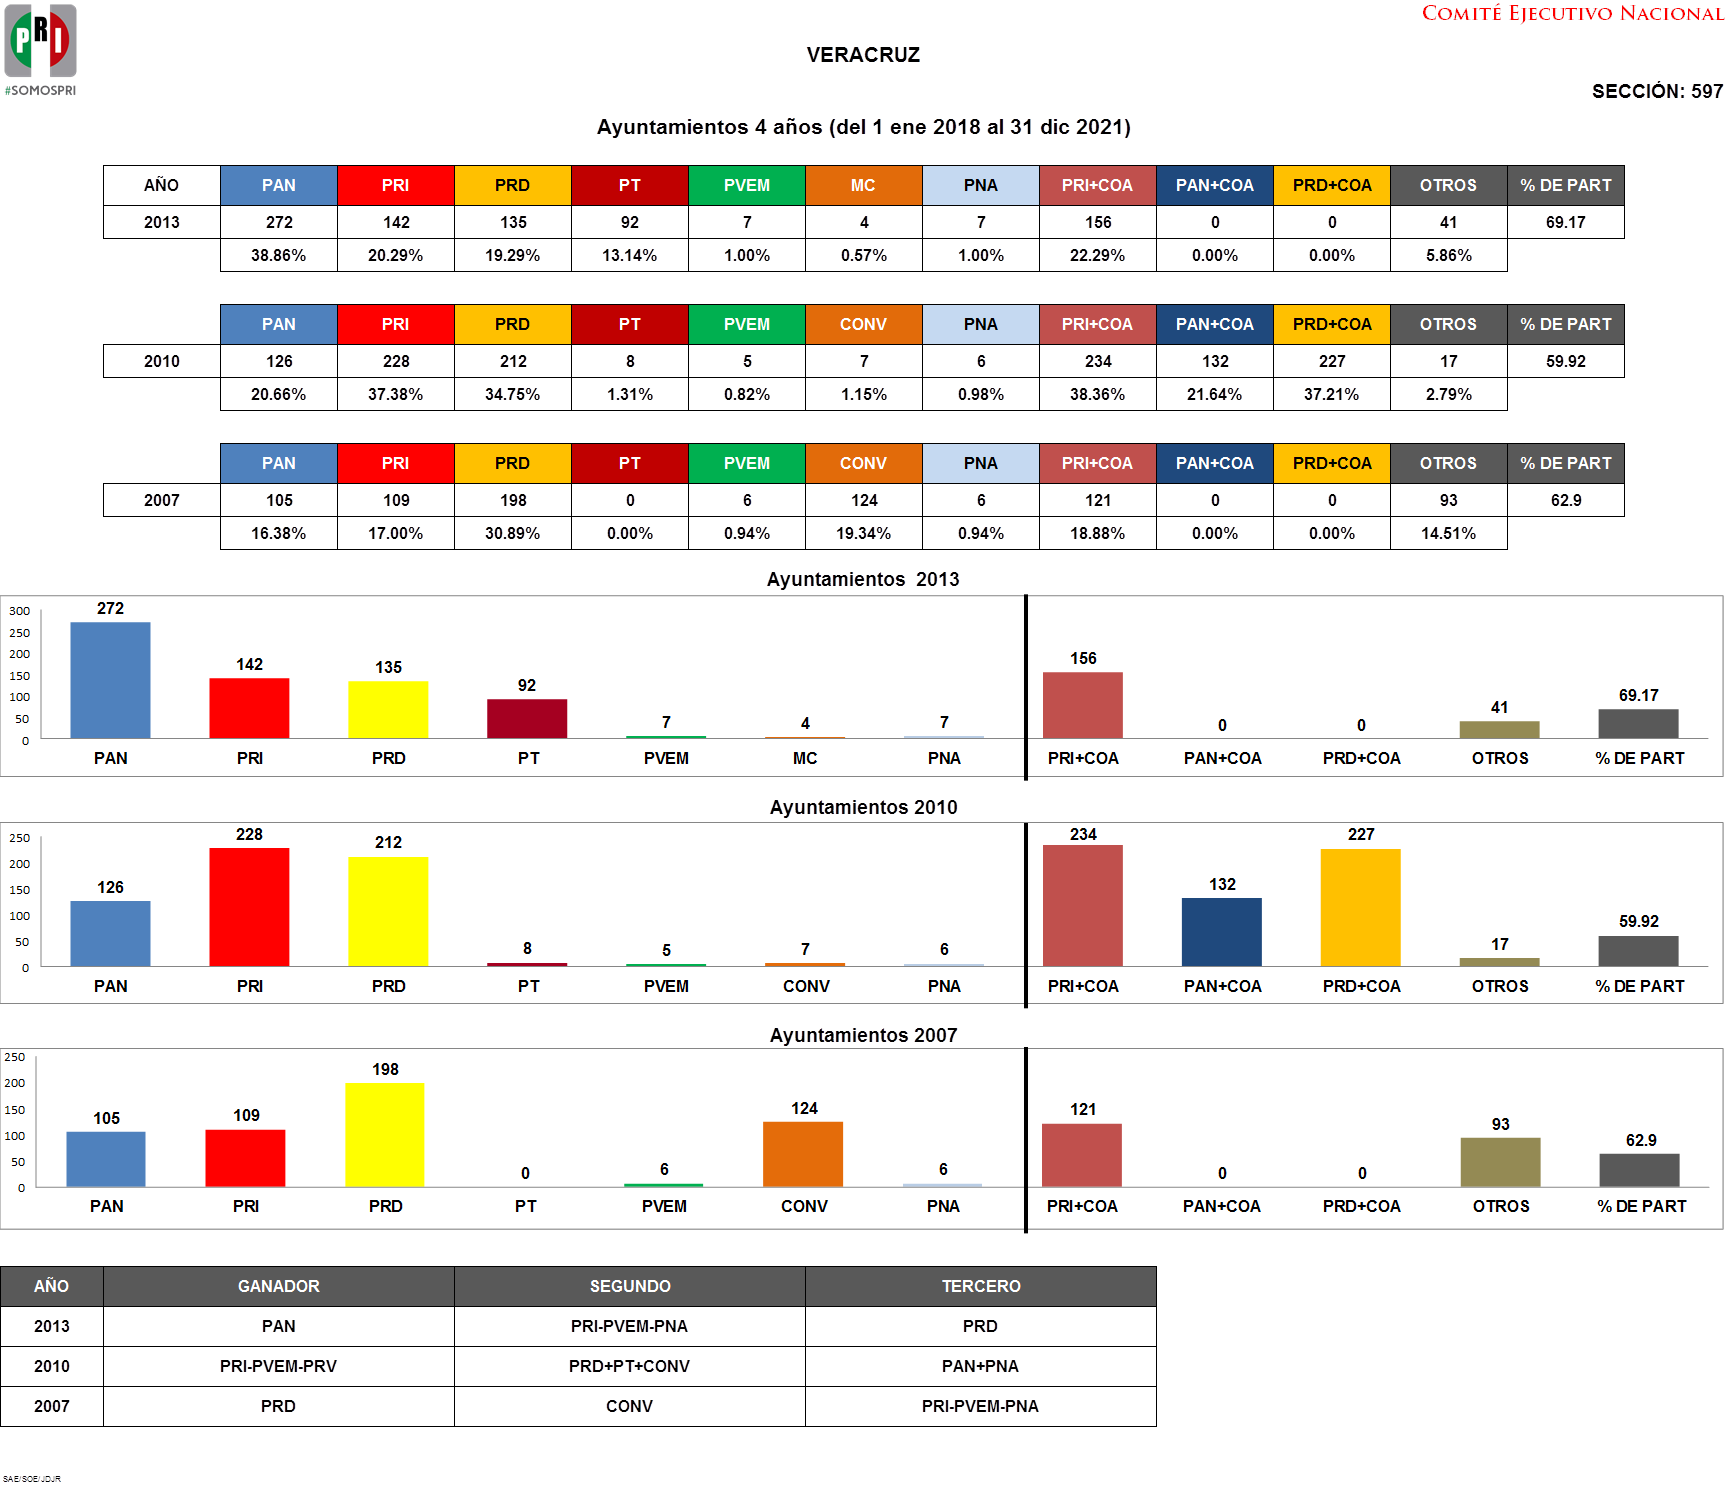 PRI
#SOMOSPRI
COMITÉ EJECUTIVO NACIONAL
VERACRUZ
SECCIÓN: 597
Ayuntamientos 4 años (del 1 ene 2018 al 31 dic 2021)
AÑO PAN PRI PRD PT PVEM MC PNA PRI+COA PAN+COA PRD+COA OTROS % DE PART
2013 272 142 135 92 7 4 7 156 0 0 41 69.17
38.86% 20.29% 19.29% 13.14% 1.00% 0.57% 1.00% 22.29% 0.00% 0.00% 5.86%
PAN PRI PRD PT PVEM CONV PNA PRI+COA PAN+COA PRD+COA OTROS % DE PART
2010 126 228 212 8 5 7 6 234 132 227 17 59.92
20.66% 37.38% 34.75% 1.31% 0.82% 1.15% 0.98% 38.36% 21.64% 37.21% 2.79%
PAN PRI PRD PT PVEM CONV PNA PRI+COA PAN+COA PRD+COA OTROS % DE PART
2007 105 109 198 0 6 124 6 121 0 0 93 62.9
16.38% 17.00% 30.89% 0.00% 0.94% 19.34% 0.94% 18.88% 0.00% 0.00% 14.51%
Ayuntamientos 2013
300
250
200
150
100
50
0
272 142 135 92 7 4 7 156 0 0 41 69.17
PAN PRI PRD PT PVEM MC PNA PRI+COA PAN+COA PRD+COA OTROS % DE PART
Ayuntamientos 2010
250
200
150
100
50
0
126 228 212 8 5 7 6 234 132 227 17 59.92
PAN PRI PRD PT PVEM CONV PNA PRI+COA PAN+COA PRD+COA OTROS % DE PART
Ayuntamientos 2007
250
200
150
100
50
0
105 109 198 0 6 124 6 121 0 0 93 62.9
PAN PRI PRD PT PVEM CONV PNA PRI+COA PAN+COA PRD+COA OTROS % DE PART
AÑO GANADOR SEGUNDO TERCERO
2013 PAN PRI-PVEM-PNA PRD
2010 PRI-PVEM-PRV PRD+PT+CONV PAN+PNA
2007 PRD CONV PRI-PVEM-PNA
SAE/SOE/JDJR